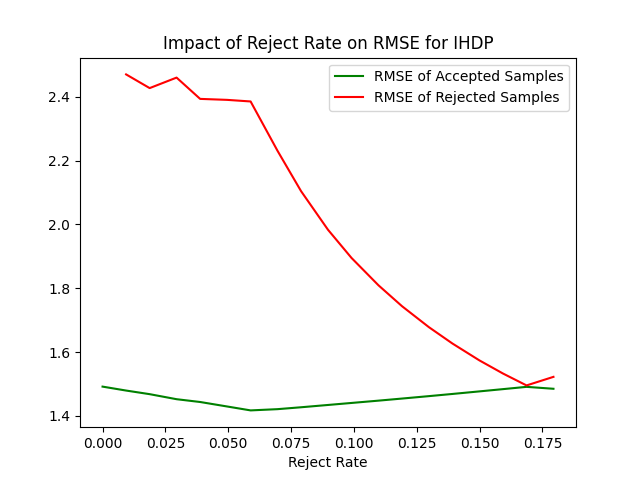 Impact of Reject Rate on RMSE for IHDP
RMSE of Accepted Samples
RMSE of Rejected Samples
2.4
2.2
2.0
1.8
1.6
1.4
0.000 0.025 0.050 0.075 0.100 0.125 0.150 0.175
Reject Rate